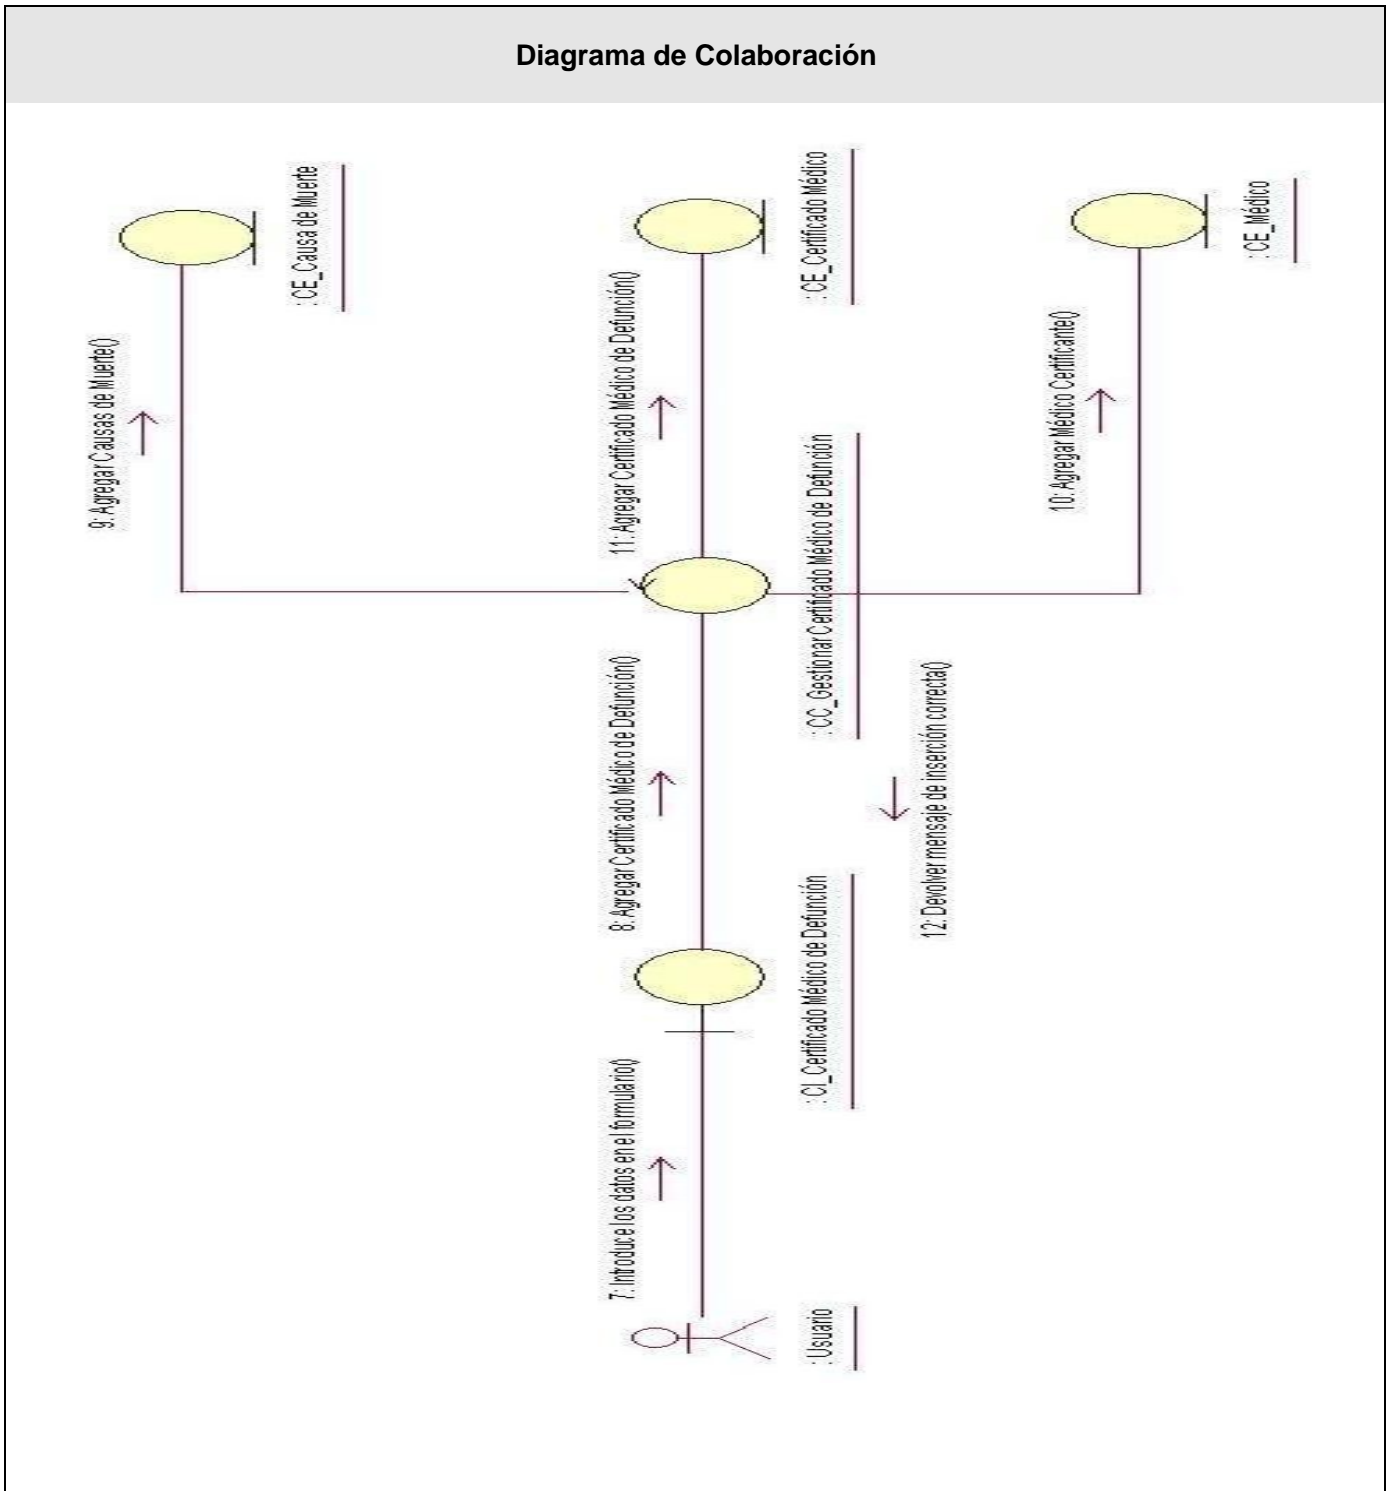 Diagrama de Colaboración
: CE_Causa de Muerte
9: Agregar Causas de Muerte()
: CE_Certificado Médico
11: Agregar Certificado Médico de Defunción()
: CE_Médico
10: Agregar Médico Certificante()
: CC_Gestionar Certificado Médico de Defunción
8: Agregar Certificado Médico de Defunción()
12: Devolver mensaje de inserción correcta()
: CI_Certificado Médico de Defunción
7: Introduce los datos en el formulario()
: Usuario